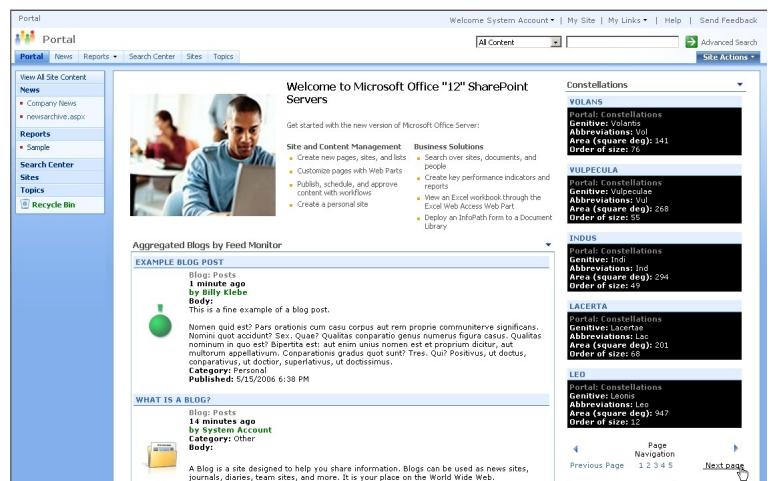 Portal
Welcome System Account | My Site | My Links | Help | Send Feedback
Portal
All Content
Advanced Search
Portal News Reports Search Center Sites Topics
Site Actions
View All Site Content
News
Company News
newsarchive.aspx
Reports
Sample
Search Center
Sites
Topics
Recycle Bin
Welcome to Microsoft Office "12" SharePoint
Servers
Get started with the new version of Microsoft Office Server:
Site and Content Management
Create new pages, sites, and lists
Customize pages with Web Parts
Publish, schedule, and approve
content with workflows
Create a personal site
Business Solutions
Search over sites, documents, and
people
Create key performance indicators and
reports
View an Excel workbook through the
Excel Web Access Web Part
Deploy an InfoPath form to a Document
Library
Aggregated Blogs by Feed Monitor
EXAMPLE BLOG POST
Blog: Posts
1 minute ago
by Billy Klebe
Body:
This is a fine example of a blog post.
Nomen quid est? Pars orationis cum casu corpus aut rem proprie communiterve significans.
Nomini quot accidunt? Sex. Quae? Qualitas conparatio genus numerus figura casus. Qualitas
nominum in quo est? Bipertita est: aut enim unius nomen est et proprium dicitur, aut
multorum appellativum. Conparationis gradus quot sunt? Tres. Qui? Positivus, ut doctus,
conparativus, ut doctior, superlativus, ut doctissimus.
Category: Personal
Published: 5/15/2006 6:38 PM
WHAT IS A BLOG?
Blog: Posts
14 minutes ago
by System Account
Category: Other
Body:
A Blog is a site designed to help you share information. Blogs can be used as news sites,
journals, diaries, team sites, and more. It is your place on the World Wide Web.
Constellations
VOLANS
Portal: Constellations
Genitive: Volantis
Abbreviations: Vol
Area (square deg): 141
Order of size: 76
VULPECULA
Portal: Constellations
Genitive: Vulpeculae
Abbreviations: Vul
Area (square deg): 268
Order of size: 55
INDUS
Portal: Constellations
Genitive: Indi
Abbreviations: Ind
Area (square deg): 294
Order of size: 49
LACERTA
Portal: Constellations
Genitive: Lacertae
Abbreviations: Lac
Area (square deg): 201
Order of size: 68
LEO
Portal: Constellations
Genitive: Leonis
Abbreviations: Leo
Area (square deg): 947
Order of size: 12
Page
Navigation
Previous Page 1 2 3 4 5 Next page